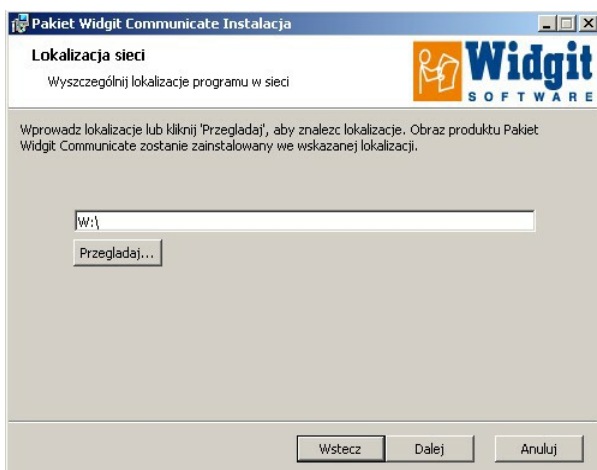 Pakiet Widgit Communicate Instalacja
Lokalizacja sieci
Wyszczególnij lokalizacje programu w sieci
Widgit
SOFTWARE
Wprowadz lokalizacje lub kliknij 'Przegladaj', aby znalezc lokalizacje. Obraz produktu Pakiet
Widgit Communicate zostanie zainstalowany we wskazanej lokalizacji.
W:\
Przegladaj...
Wstecz
Dalej
Anuluj